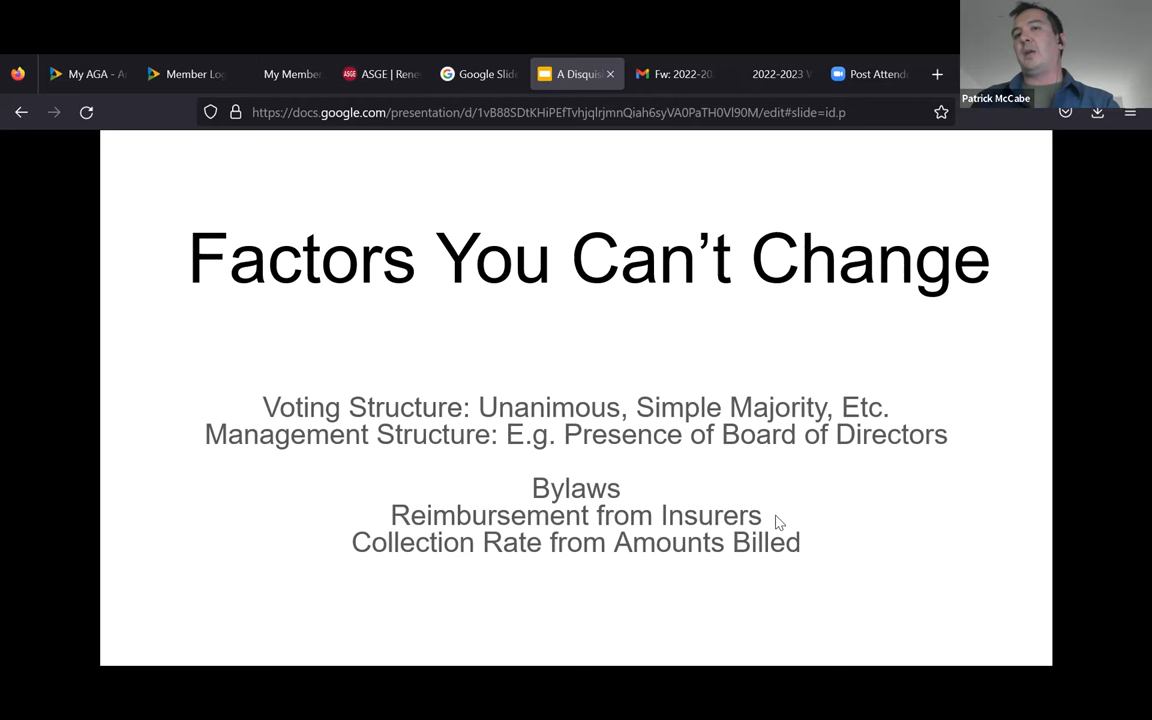 My AGA - A
Member Lo
My Member
ASGE | Rene
Google Slid
A Disquis
Fw: 2022-20
2022-2023
Post Attend
https://docs.google.com/presentation/d/1vB88SDtKHiPEfTvhjqlrjmnQiah6syVA0PaTH0Vl90M/edit#slide=id.p
Patrick McCabe
Factors You Can’t Change
Voting Structure: Unanimous, Simple Majority, Etc.
Management Structure: E.g. Presence of Board of Directors
Bylaws
Reimbursement from Insurers
Collection Rate from Amounts Billed